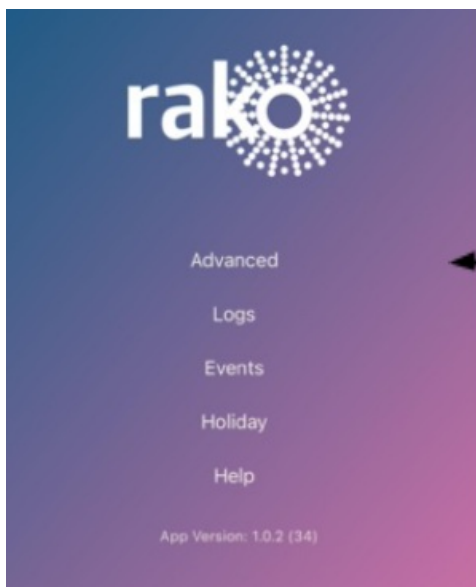 rako
Advanced
Logs
Events
Holiday
Help
App Version: 1.0.2 (34)